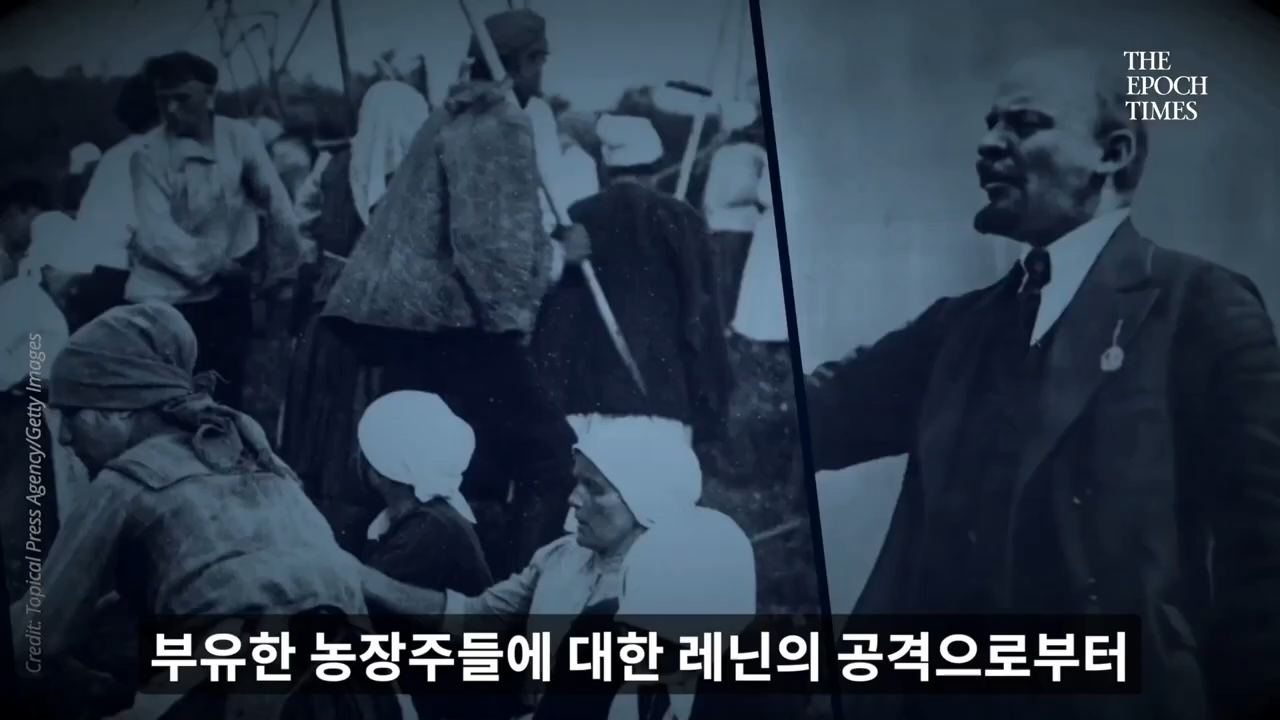 THE
EPOCH
TIMES
Credit: Topical Press Agency/Getty Images
부유한 농장주들에 대한 레닌의 공격으로부터